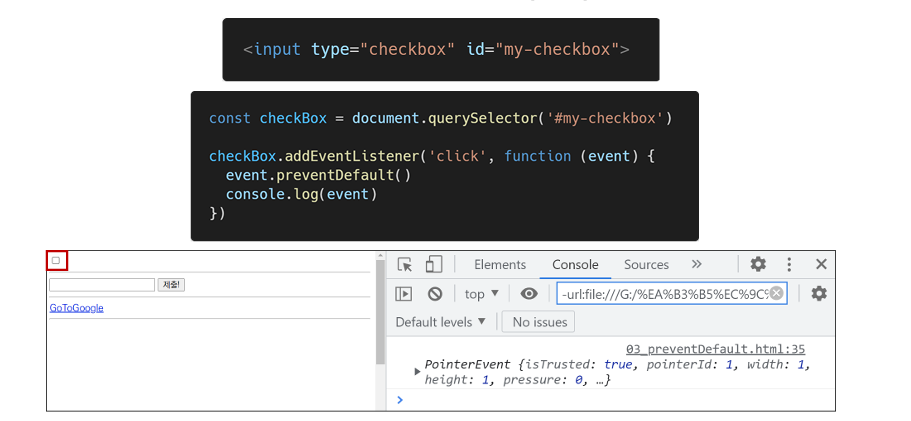 <input type="checkbox" id="my-checkbox">
const checkBox = document.querySelector('#my-checkbox')
checkBox.addEventListener('click', function (event) {
  event.preventDefault()
  console.log(event)
})
제출!
GoToGoogle
Elements Console Sources »
top ▼ -url:file:///G:/%EA%B3%B5%EC%9C%
Default levels ▼ No issues
03_preventDefault.html:35
PointerEvent {isTrusted: true, pointerId: 1, width: 1,
height: 1, pressure: 0, …}
>